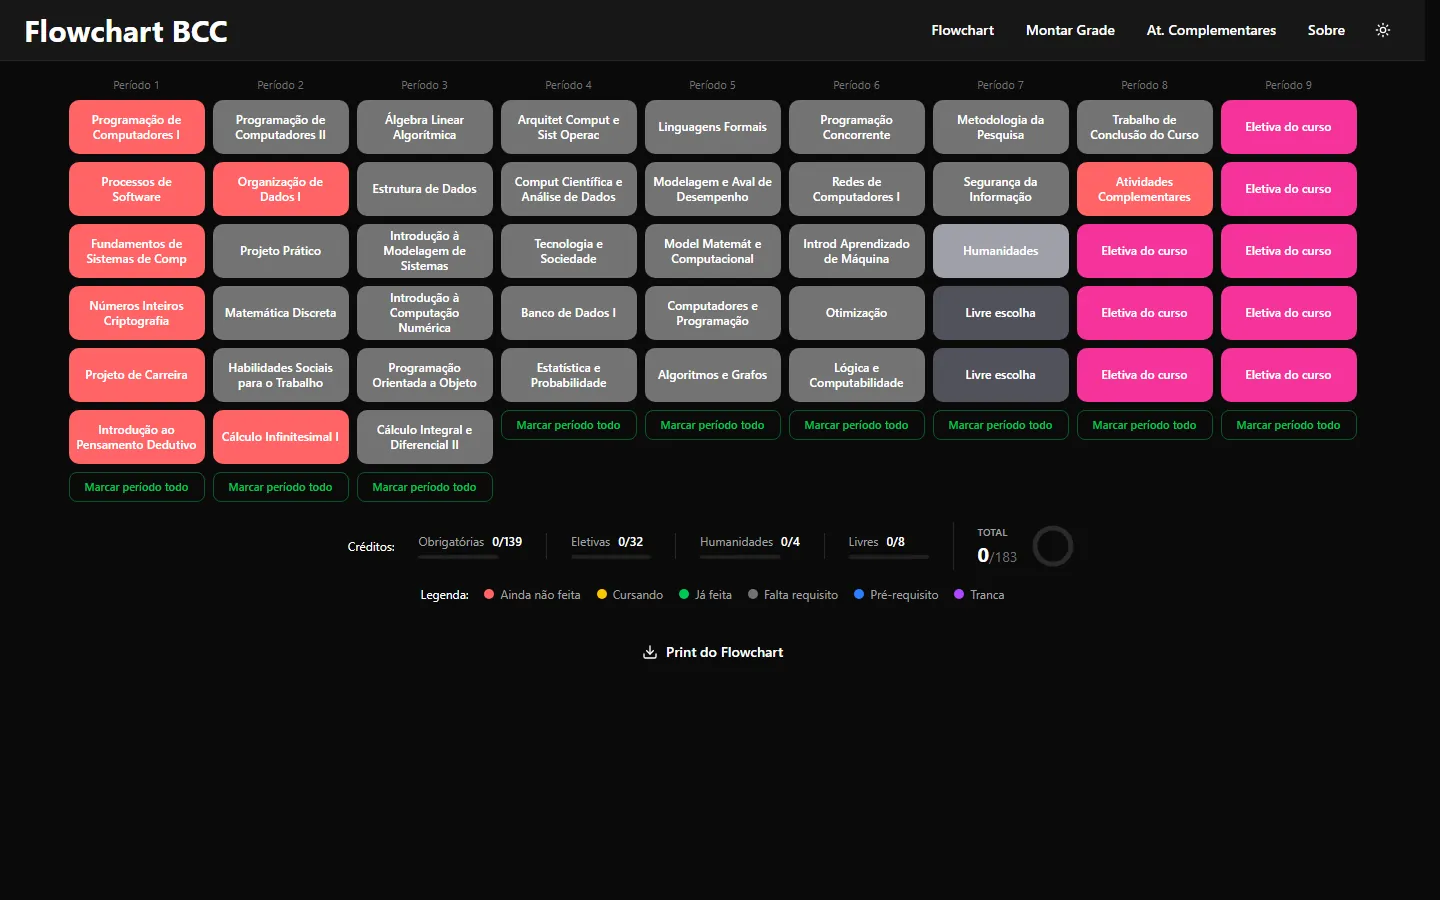 Flowchart BCC
Flowchart
Montar Grade
At. Complementares
Sobre
Período 1
Período 2
Período 3
Período 4
Período 5
Período 6
Período 7
Período 8
Período 9
Programação de
Computadores I
Programação de
Computadores II
Álgebra Linear
Algorítmica
Arquitet Comput e
Sist Operac
Linguagens Formais
Programação
Concorrente
Metodologia da
Pesquisa
Trabalho de
Conclusão do Curso
Eletiva do curso
Processos de
Software
Organização de
Dados I
Estrutura de Dados
Comput Científica e
Análise de Dados
Modelagem e Aval de
Desempenho
Redes de
Computadores I
Segurança da
Informação
Atividades
Complementares
Eletiva do curso
Fundamentos de
Sistemas de Comp
Projeto Prático
Introdução à
Modelagem de
Sistemas
Tecnologia e
Sociedade
Model Matemát e
Computacional
Introd Aprendizado
de Máquina
Humanidades
Eletiva do curso
Eletiva do curso
Números Inteiros
Criptografia
Matemática Discreta
Introdução à
Computação
Numérica
Banco de Dados I
Computadores e
Programação
Otimização
Livre escolha
Eletiva do curso
Eletiva do curso
Projeto de Carreira
Habilidades Sociais
para o Trabalho
Programação
Orientada a Objeto
Estatística e
Probabilidade
Algoritmos e Grafos
Lógica e
Computabilidade
Livre escolha
Eletiva do curso
Eletiva do curso
Introdução ao
Pensamento Dedutivo
Cálculo Infinitesimal I
Cálculo Integral e
Diferencial II
Marcar período todo
Marcar período todo
Marcar período todo
Marcar período todo
Marcar período todo
Marcar período todo
Marcar período todo
Marcar período todo
Marcar período todo
Créditos:
Obrigatórias 0/139
Eletivas 0/32
Humanidades 0/4
Livres 0/8
TOTAL
0/183
Legenda:
Ainda não feita
Cursando
Já feita
Falta requisito
Pré-requisito
Tranca
Print do Flowchart